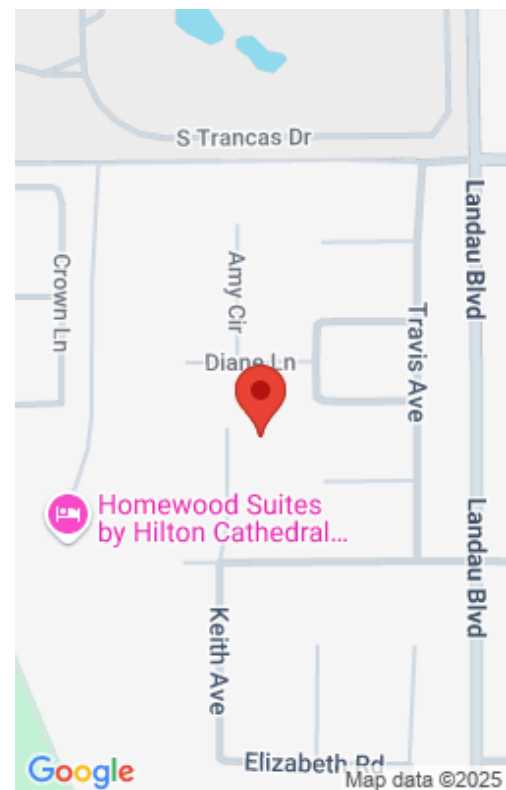 S Trancas Dr
Landau Blvd
Crown Ln
Amy Cir
Travis Ave
Diane Ln
Homewood Suites
by Hilton Cathedral...
Landau Blvd
Keith Ave
Elizabeth Rd
Google
Map data ©2025